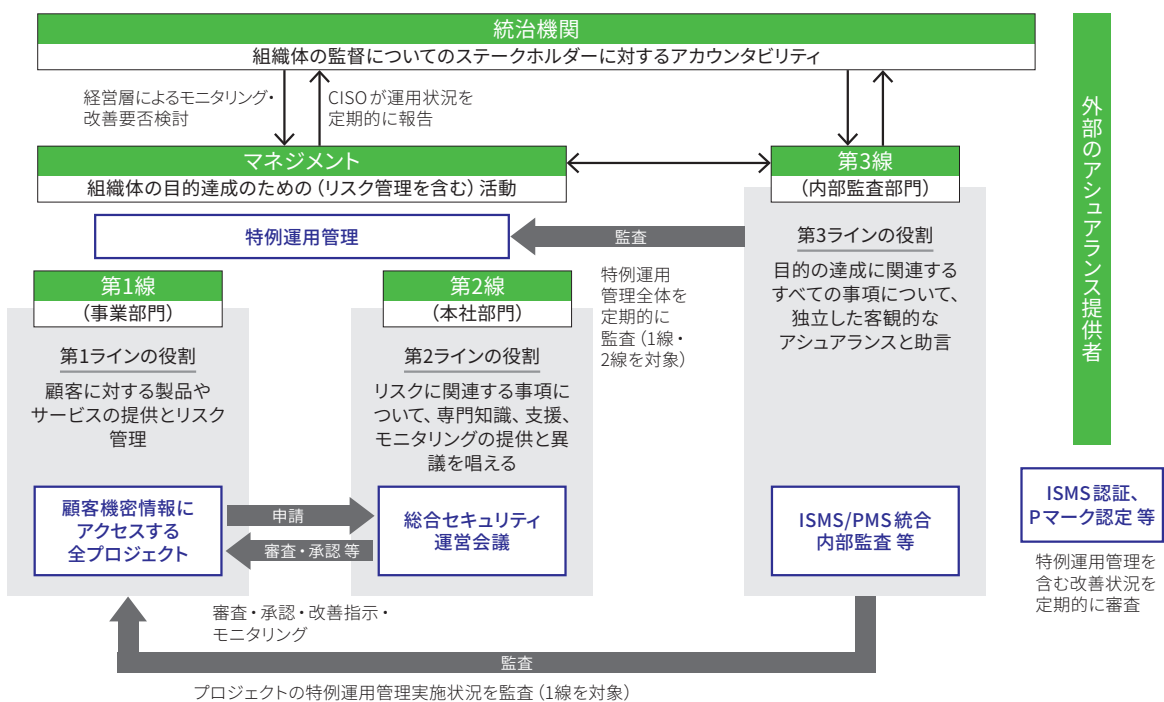 統治機関
組織体の監督についてのステークホルダーに対するアカウンタビリティ
経営層によるモニタリング・
改善要否検討
CISOが運用状況を
定期的に報告
マネジメント
組織体の目的達成のための（リスク管理を含む）活動
第3線
（内部監査部門）
特例運用管理
監査
特例運用
管理全体を
定期的に
監査（1線・
2線を対象）
第3ラインの役割
目的の達成に関連する
すべての事項について、
独立した客観的な
アシュアランスと助言
第1線
（事業部門）
第1ラインの役割
顧客に対する製品や
サービスの提供とリスク
管理
第2線
（本社部門）
第2ラインの役割
リスクに関連する事項に
ついて、専門知識、支援、
モニタリングの提供と異
議を唱える
顧客機密情報に
アクセスする
全プロジェクト
申請
審査・承認 等
総合セキュリティ
運営会議
ISMS/PMS統合
内部監査 等
審査・承認・改善指示・
モニタリング
監査
プロジェクトの特例運用管理実施状況を監査（1線を対象）
外部のアシュアランス提供者
ISMS認証、
Pマーク認定 等
特例運用管理を
含む改善状況を
定期的に審査